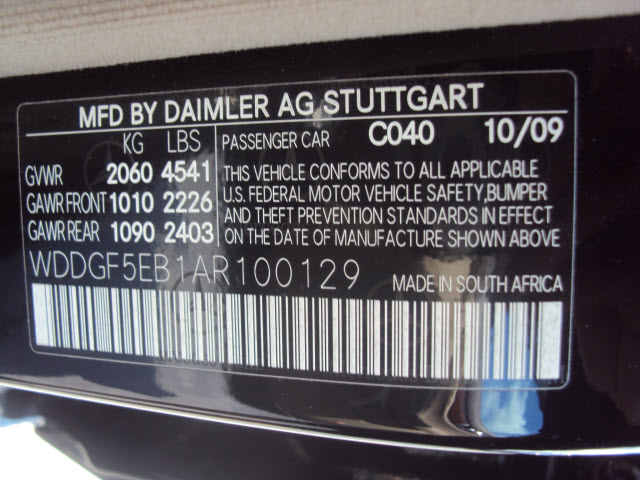 MFD BY DAIMLER AG STUTTGART
KG LBS PASSENGER CAR C040 10/09
GVWR 2060 4541
GAWR FRONT 1010 2226
GAWR REAR 1090 2403
THIS VEHICLE CONFORMS TO ALL APPLICABLE
U.S. FEDERAL MOTOR VEHICLE SAFETY,BUMPER
AND THEFT PREVENTION STANDARDS IN EFFECT
ON THE DATE OF MANUFACTURE SHOWN ABOVE
WDDGF5EB1AR100129 MADE IN SOUTH AFRICA